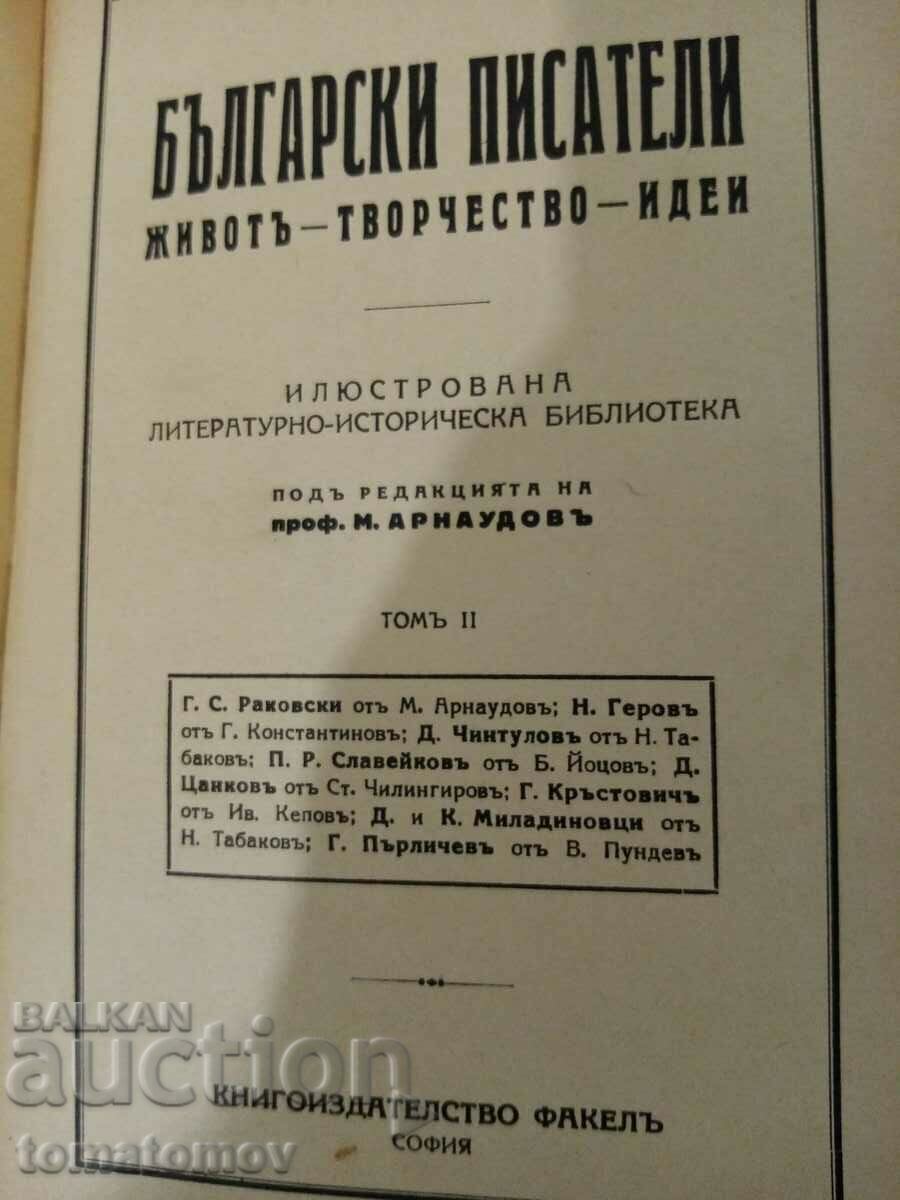 БЪЛГАРСКИ ПИСАТЕЛИ
ЖИВОТЪ — ТВОРЧЕСТВО — ИДЕИ
ИЛЮСТРОВАНА
ЛИТЕРАТУРНО-ИСТОРИЧЕСКА БИБЛИОТЕКА
ПОДЪ РЕДАКЦИЯТА НА
проф. М. АРНАУДОВЪ
ТОМЪ II
Г. С. Раковски отъ М. Арнаудовъ; Н. Геровъ
отъ Г. Константиновъ; Д. Чинтуловъ отъ Н. Та-
баковъ; П. Р. Славейковъ отъ Б. Йоцовъ; Д.
Цанковъ отъ Ст. Чилингировъ; Г. Кръстовичъ
отъ Ив. Кеповъ; Д. и К. Миладиновци отъ
Н. Табаковъ; Г. Пърличевъ отъ В. Пундевъ
BALKAN
auction
КНИГОИЗДАТЕЛСТВО ФАКЕЛЪ
СОФИЯ
tomatomov